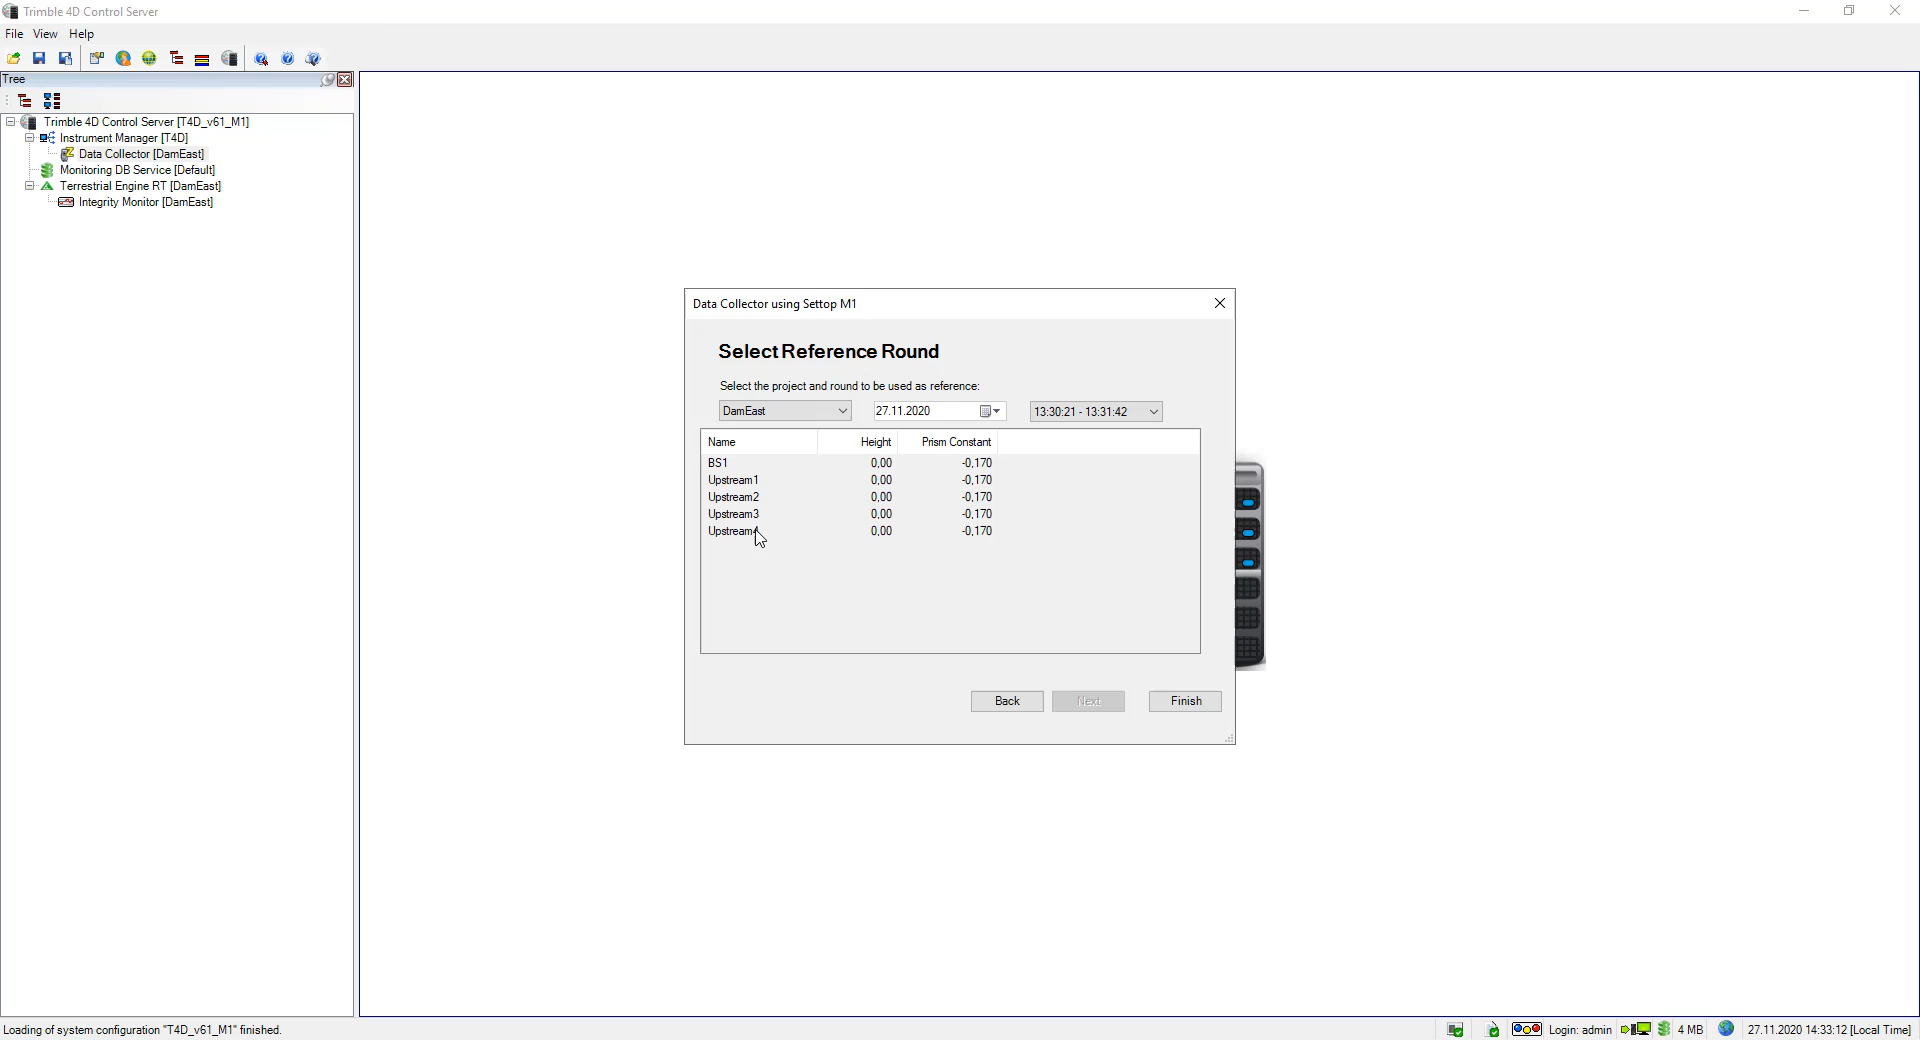 Trimble 4D Control Server
File View Help
Tree
Trimble 4D Control Server [T4D_v61_M1]
Instrument Manager [T4D]
Data Collector [DamEast]
Monitoring DB Service [Default]
Terrestrial Engine RT [DamEast]
Integrity Monitor [DamEast]
Data Collector using Settop M1
Select Reference Round
Select the project and round to be used as reference:
DamEast 27.11.2020 13:30:21 - 13:31:42
Name Height Prism Constant
BS1 0,00 -0,170
Upstream1 0,00 -0,170
Upstream2 0,00 -0,170
Upstream3 0,00 -0,170
Upstream4 0,00 -0,170
Back Next Finish
Loading of system configuration "T4D_v61_M1" finished.
Login: admin 4 MB 27.11.2020 14:33:12 [Local Time]